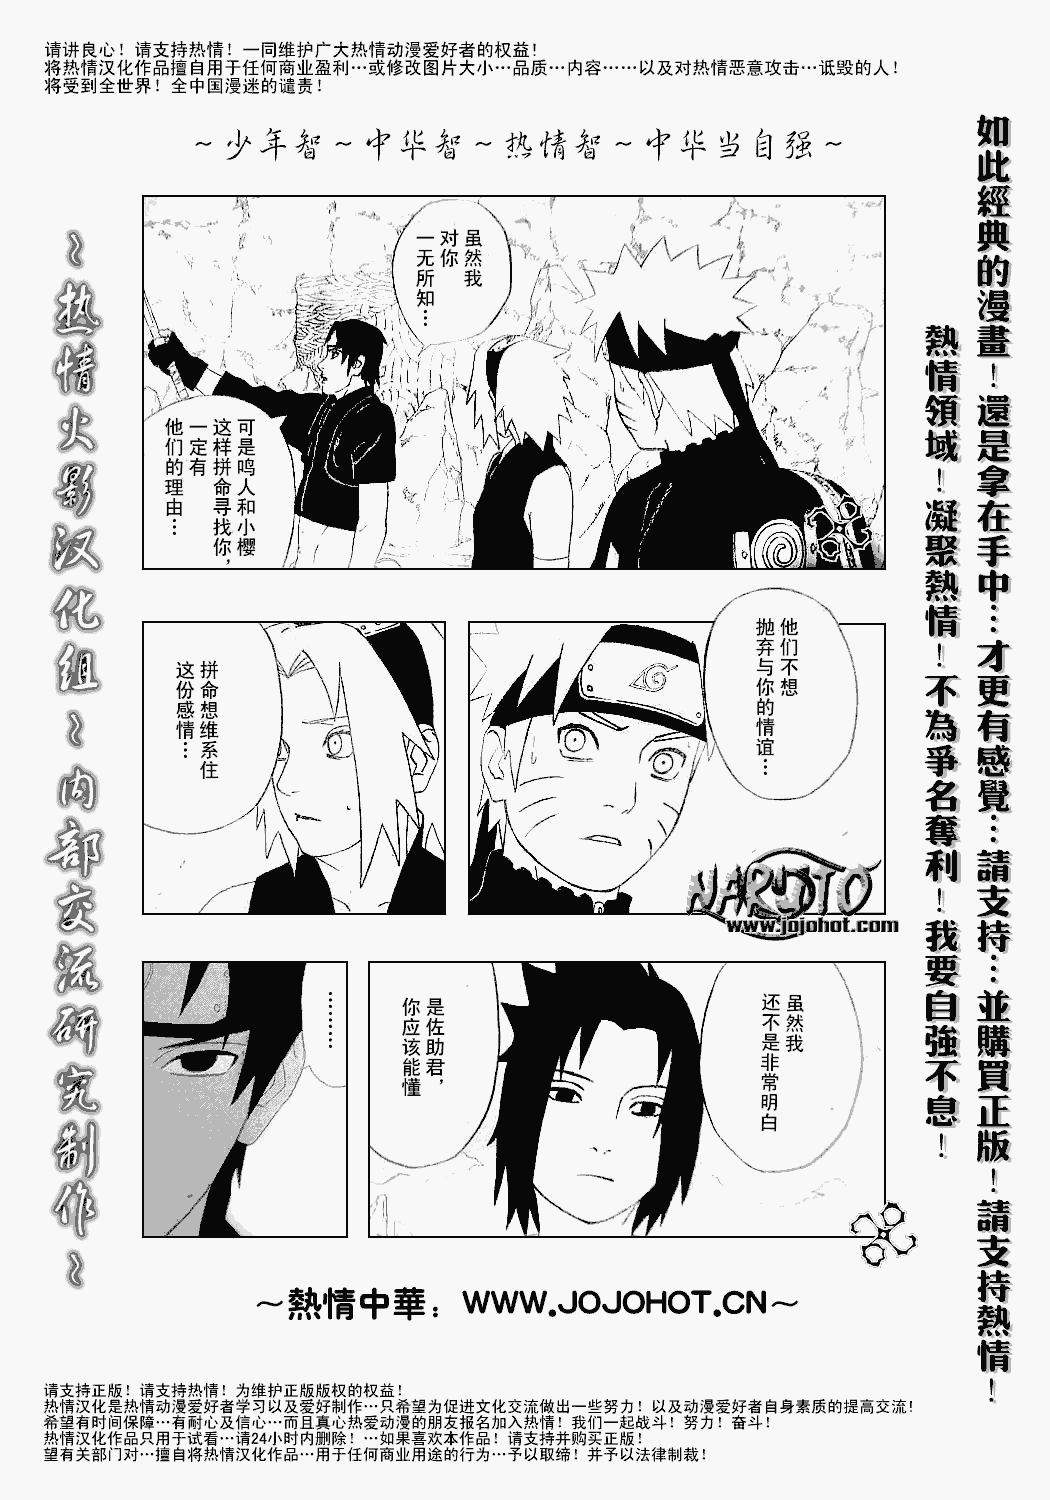 请讲良心！请支持热情！一同维护广大热情动漫爱好者的权益！
将热情汉化作品擅自用于任何商业盈利…或修改图片大小…品质…内容……以及对热情恶意攻击…诋毁的人！
将受到全世界！全中国漫迷的谴责！
～少年智～中华智～热情智～中华当自强～
如此經典的漫畫！還是拿在手中…才更有感覺…請支持…並購買正版！請支持熱情！
熱情領域！凝聚熱情！不為爭名奪利！我要自強不息！
～热情火影汉化组～内部交流研究制作～
虽然我
对你
一无所知…
可是鸣人和小樱
这样拼命寻找你，
一定有
他们的理由…
他们不想
抛弃与你的情谊…
拼命想维系住
这份感情…
NARUTO
www.jojohot.com
虽然我
还不是非常明白
是佐助君，
你应该能懂
………
～熱情中華：WWW.JOJOHOT.CN～
请支持正版！请支持热情！为维护正版版权的权益！
热情汉化是热情动漫爱好者学习以及爱好制作…只希望为促进文化交流做出一些努力！以及动漫爱好者自身素质的提高交流！
希望有时间保障…有耐心及信心…而且真心热爱动漫的朋友报名加入热情！我们一起战斗！努力！奋斗！
热情汉化作品只用于试看…请24小时内删除！…如果喜欢本作品！请支持并购买正版！
望有关部门对…擅自将热情汉化作品…用于任何商业用途的行为…予以取缔！并予以法律制裁！